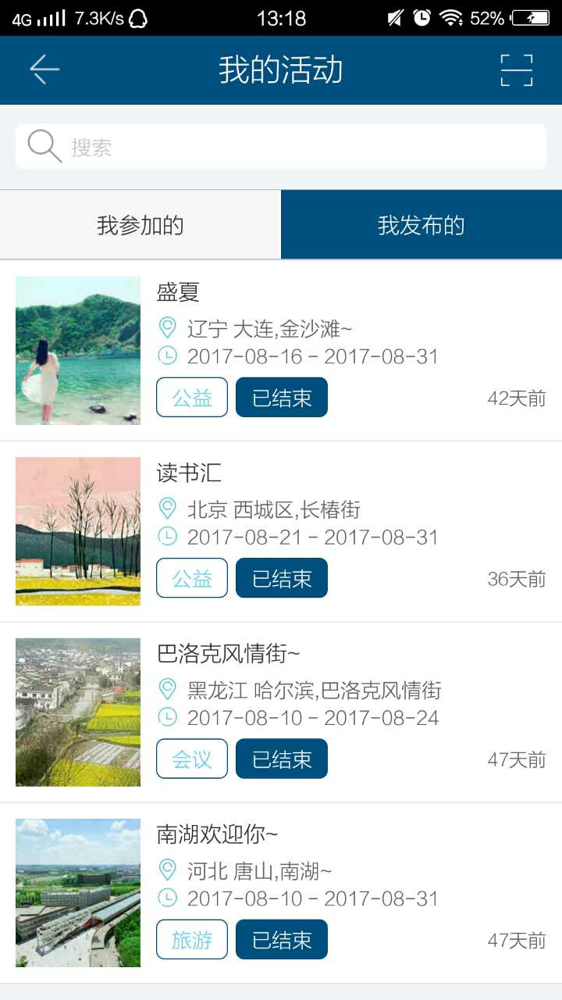 4G 7.3K/s 13:18 52%
我的活动
搜索
我参加的 我发布的
盛夏
辽宁 大连,金沙滩~
2017-08-16 - 2017-08-31
公益 已结束 42天前
读书汇
北京 西城区,长椿街
2017-08-21 - 2017-08-31
公益 已结束 36天前
巴洛克风情街~
黑龙江 哈尔滨,巴洛克风情街
2017-08-10 - 2017-08-24
会议 已结束 47天前
南湖欢迎你~
河北 唐山,南湖~
2017-08-10 - 2017-08-31
旅游 已结束 47天前